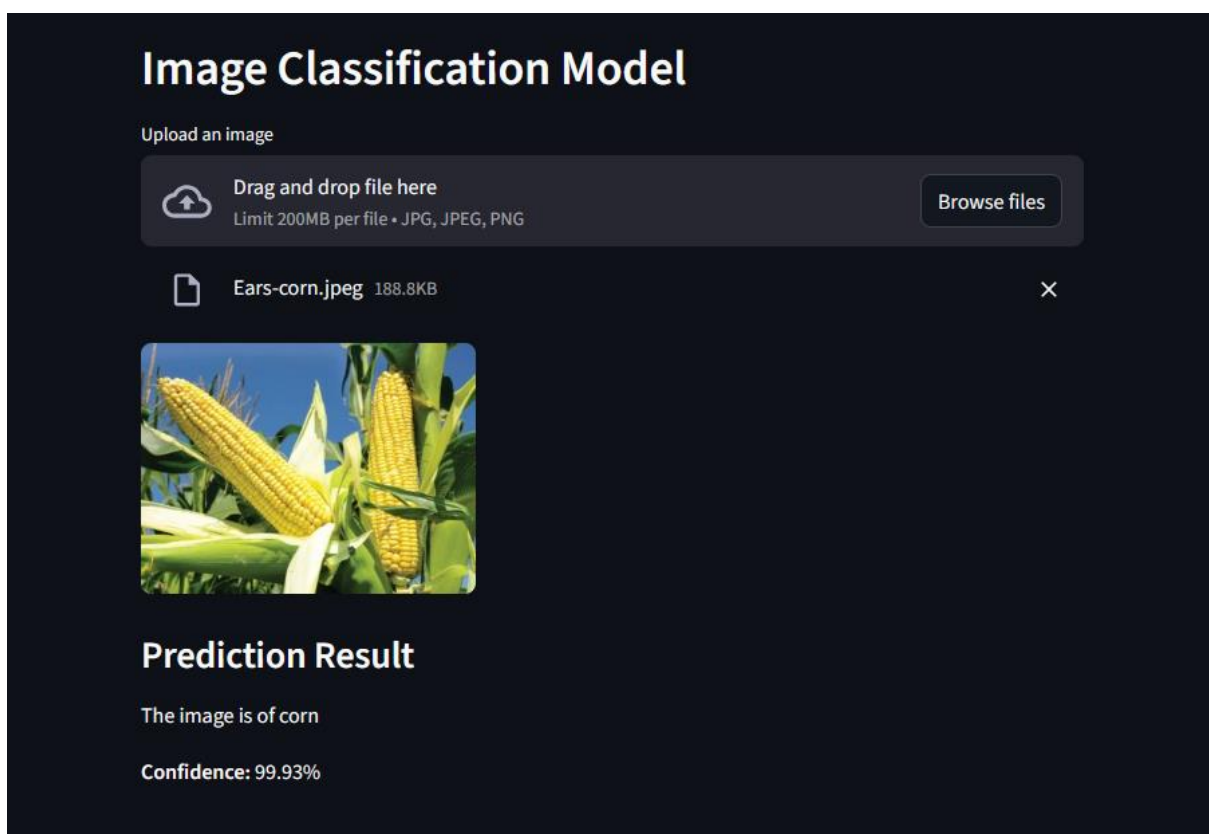 Image Classification Model
Upload an image
Drag and drop file here
Limit 200MB per file • JPG, JPEG, PNG
Browse files
Ears-corn.jpeg 188.8KB
Prediction Result
The image is of corn
Confidence: 99.93%